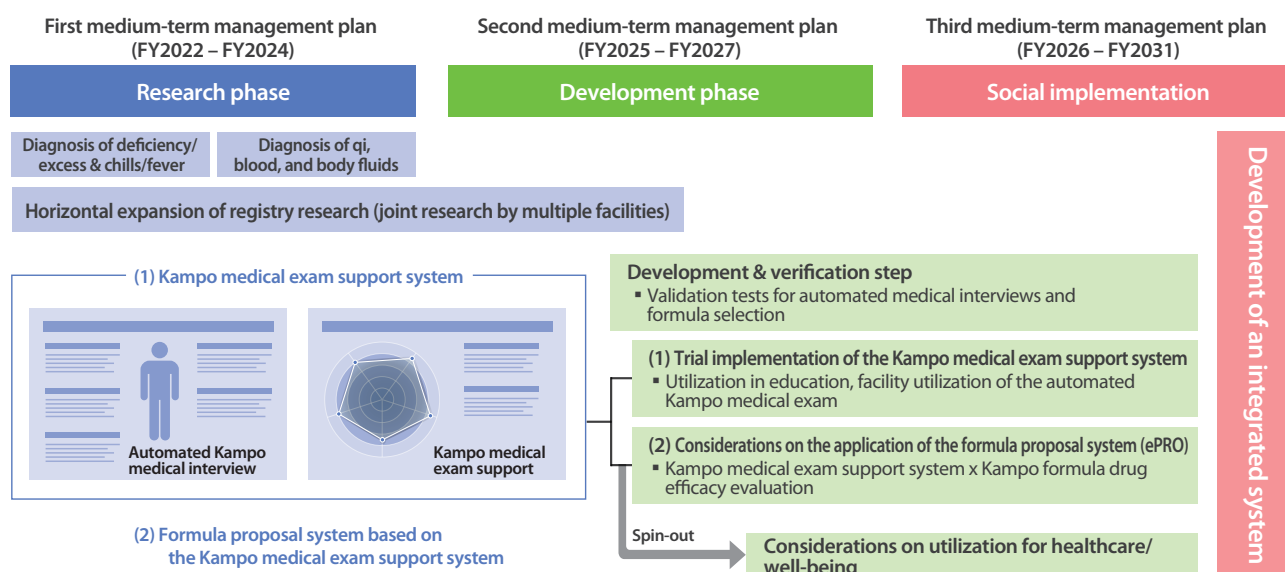 First medium-term management plan
(FY2022 – FY2024)
Second medium-term management plan
(FY2025 – FY2027)
Third medium-term management plan
(FY2026 – FY2031)
Research phase
Development phase
Social implementation
Diagnosis of deficiency/
excess & chills/fever
Diagnosis of qi,
blood, and body fluids
Horizontal expansion of registry research (joint research by multiple facilities)
(1) Kampo medical exam support system
Automated Kampo
medical interview
Kampo medical
exam support
(2) Formula proposal system based on
the Kampo medical exam support system
Development & verification step
▪ Validation tests for automated medical interviews and
formula selection
(1) Trial implementation of the Kampo medical exam support system
▪ Utilization in education, facility utilization of the automated
Kampo medical exam
(2) Considerations on the application of the formula proposal system (ePRO)
▪ Kampo medical exam support system x Kampo formula drug
efficacy evaluation
Spin-out
Considerations on utilization for healthcare/
well-being
Development of an integrated system